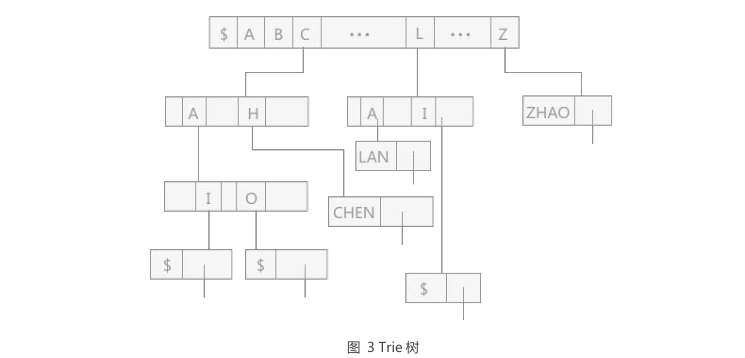 $ A B C ··· L ··· Z
A H
A I
ZHAO
LAN
I O
CHEN
$
$
$
图 3 Trie 树